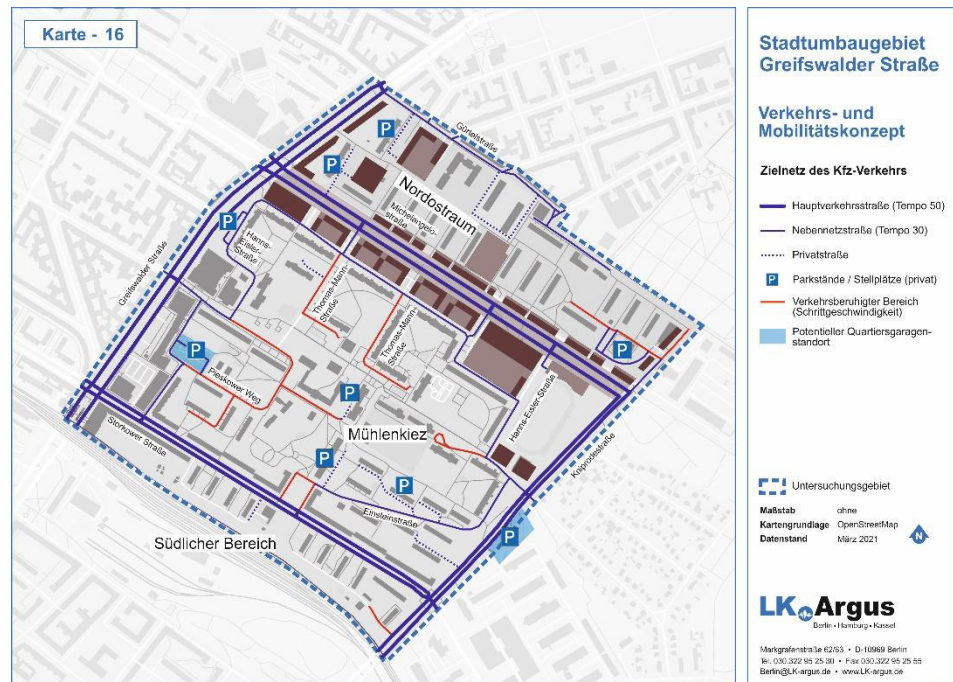 Karte - 16
Gürtelstraße
Nordostraum
Michelangelo-
straße
Hanns-
Eisler-
Straße
Greifswalder Straße
Thomas-Mann-
Straße
Thomas-Mann-
Straße
Pieskower Weg
Mühlenkiez
Hanns-Eisler-Straße
Kniprodestraße
Storkower Straße
Einsteinstraße
Südlicher Bereich
P
P
P
P
P
P
P
P
P
Stadtumbaugebiet
Greifswalder Straße
Verkehrs- und
Mobilitätskonzept
Zielnetz des Kfz-Verkehrs
Hauptverkehrsstraße (Tempo 50)
Nebennetzstraße (Tempo 30)
Privatstraße
P Parkstände / Stellplätze (privat)
Verkehrsberuhigter Bereich
(Schrittgeschwindigkeit)
Potentieller Quartiersgaragen-
standort
Untersuchungsgebiet
Maßstab ohne
Kartengrundlage OpenStreetMap
Datenstand März 2021
N
LK Argus
Berlin • Hamburg • Kassel
Markgrafenstraße 62/63 • D-10969 Berlin
Tel. 030.322 95 25 30 • Fax 030.322 95 25 55
Berlin@LK-argus.de • www.LK-argus.de